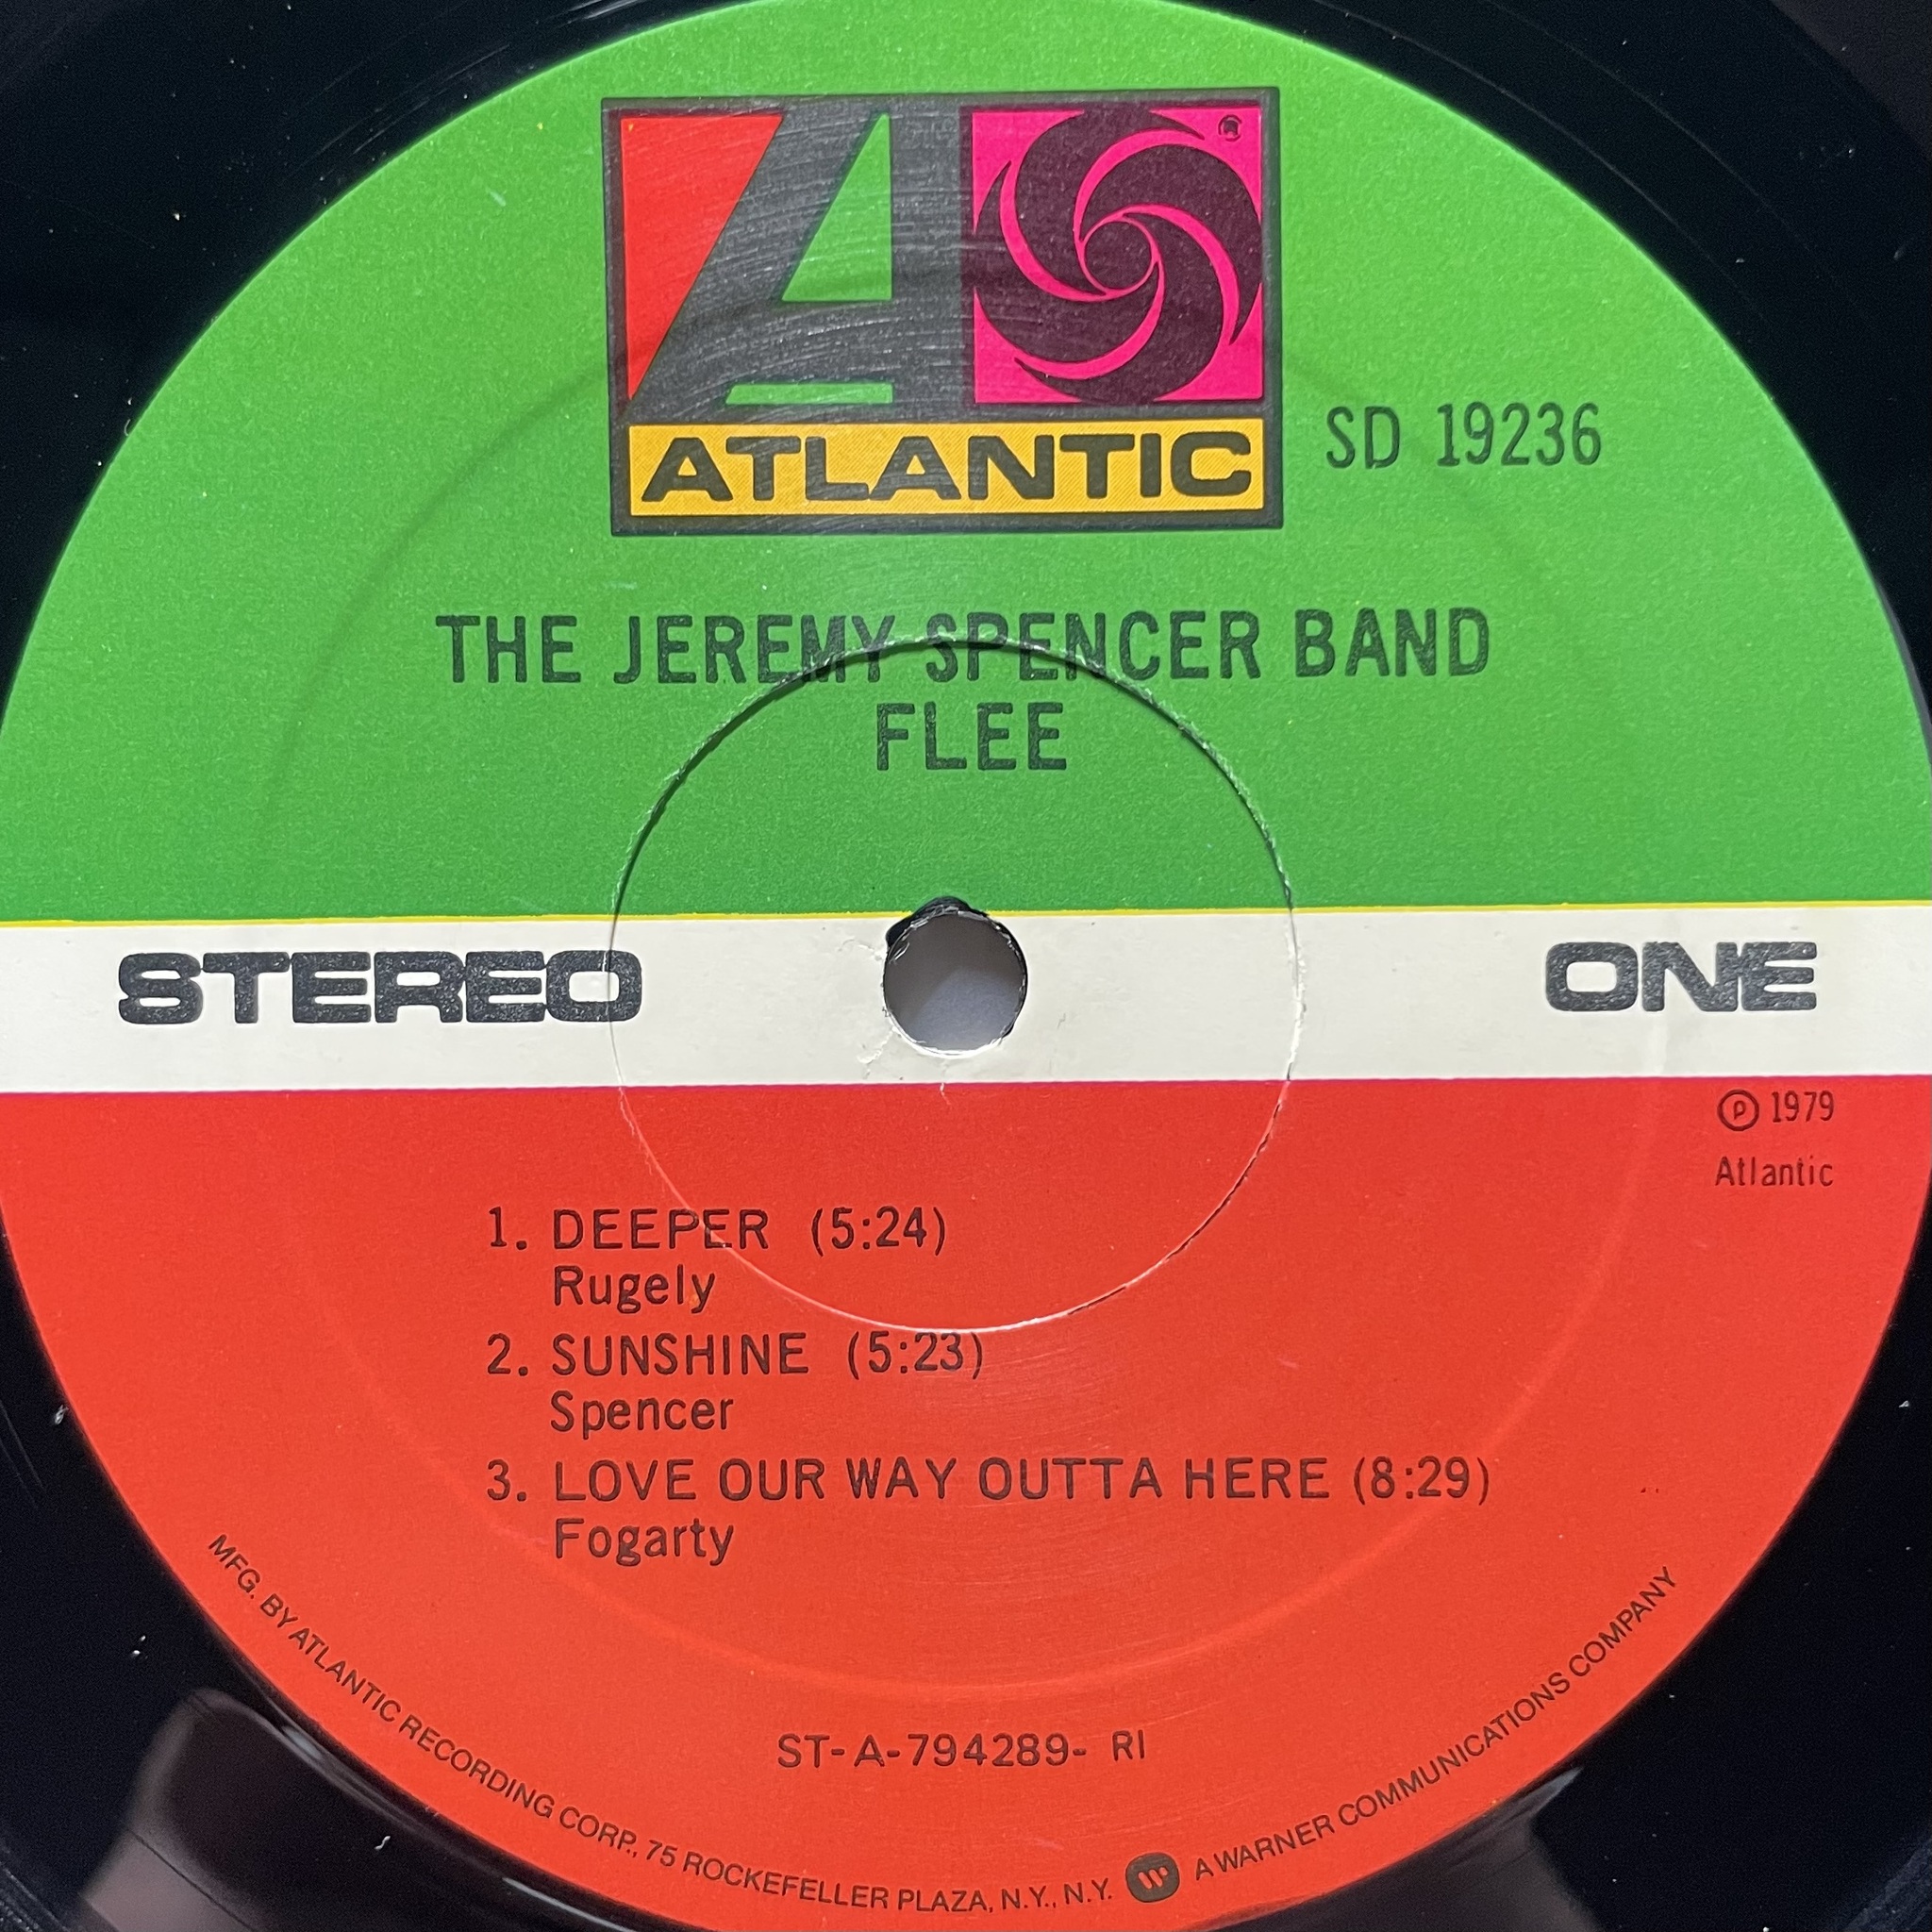 ATLANTIC
SD 19236
THE JEREMY SPENCER BAND
FLEE
STEREO
ONE
℗ 1979
Atlantic
1. DEEPER (5:24)
Rugely
2. SUNSHINE (5:23)
Spencer
3. LOVE OUR WAY OUTTA HERE (8:29)
Fogarty
ST-A-794289- RI
MFG. BY ATLANTIC RECORDING CORP., 75 ROCKEFELLER PLAZA, N.Y., N.Y. A WARNER COMMUNICATIONS COMPANY